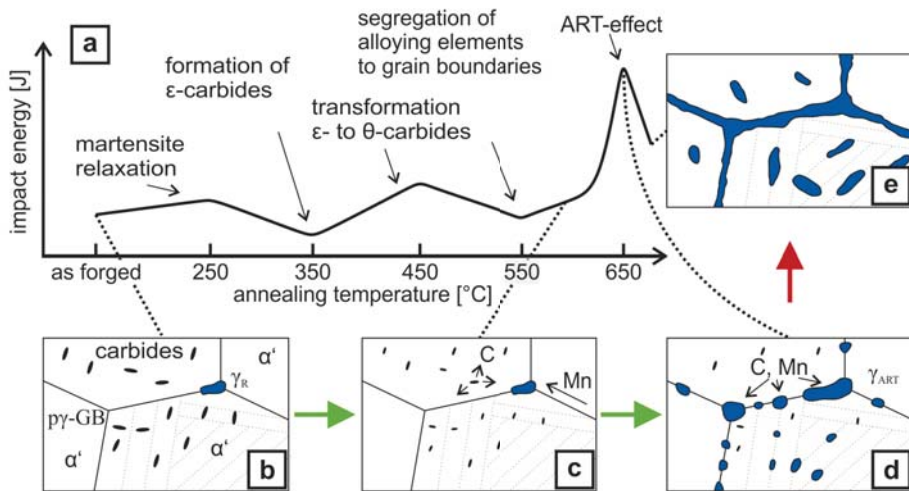 a
impact energy [J]
martensite
relaxation
formation of
ε-carbides
segregation of
alloying elements
to grain boundaries
transformation
ε- to θ-carbides
ART-effect
as forged
250
350
450
550
650
annealing temperature [°C]
e
carbides
α‘
γR
pγ-GB
α‘
α‘
b
C
Mn
c
C, Mn
γART
d